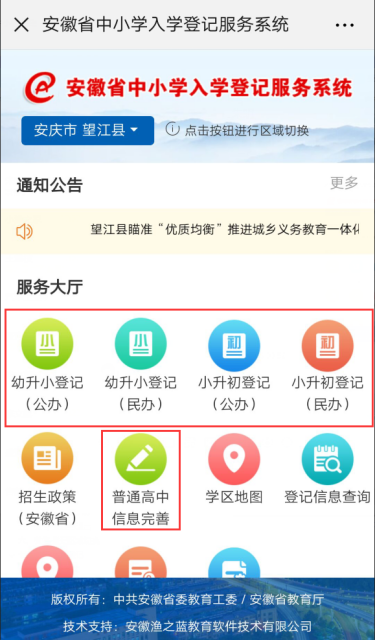 安徽省中小学入学登记服务系统
安徽省中小学入学登记服务系统
安庆市 望江县 点击按钮进行区域切换
通知公告 更多
望江县瞄准“优质均衡”推进城乡义务教育一体化
服务大厅
小 小 初 初
幼升小登记 幼升小登记 小升初登记 小升初登记
（公办） （民办） （公办） （民办）
招生政策 普通高中 学区地图 登记信息查询
（安徽省） 信息完善
版权所有：中共安徽省委教育工委 / 安徽省教育厅
技术支持：安徽渔之蓝教育软件技术有限公司